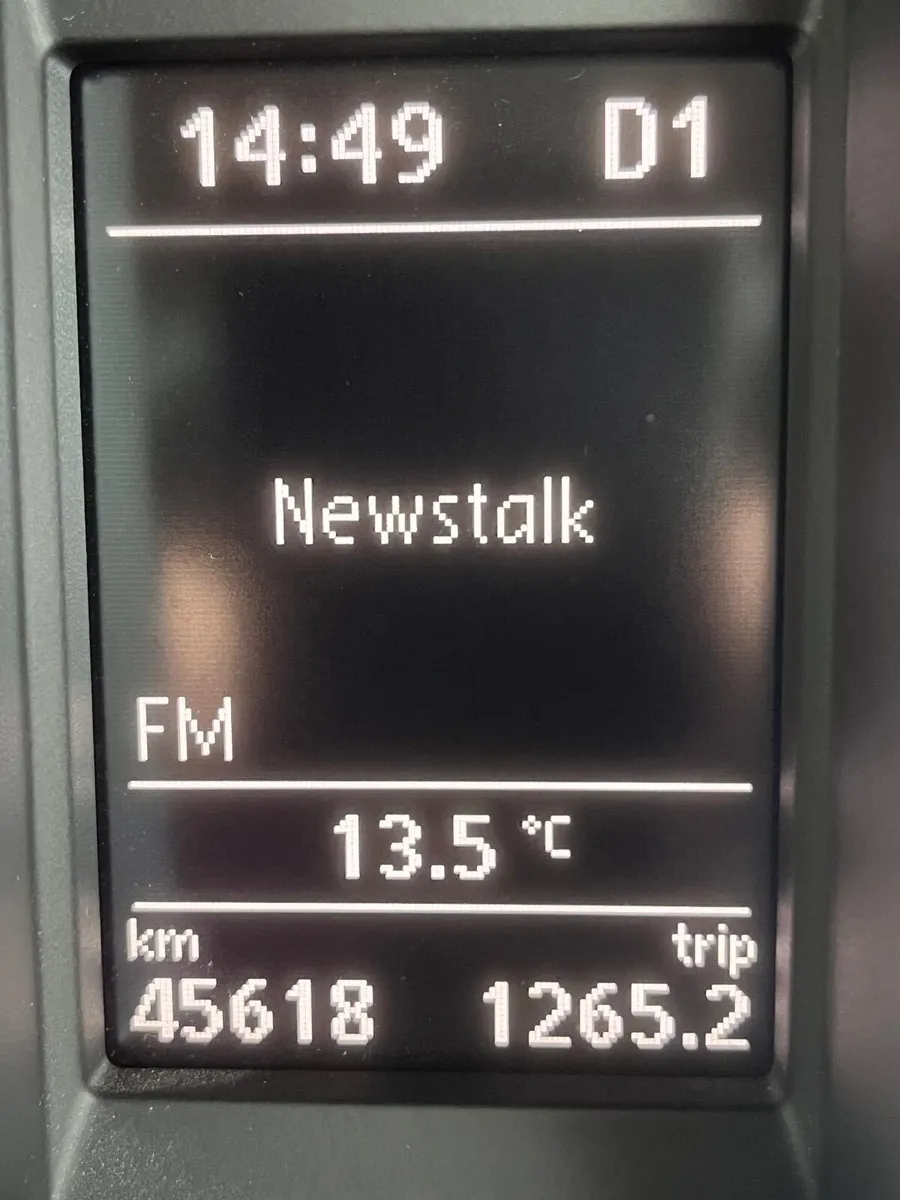 14:49 D1
Newstalk
FM
13.5 °C
km trip
45618 1265.2